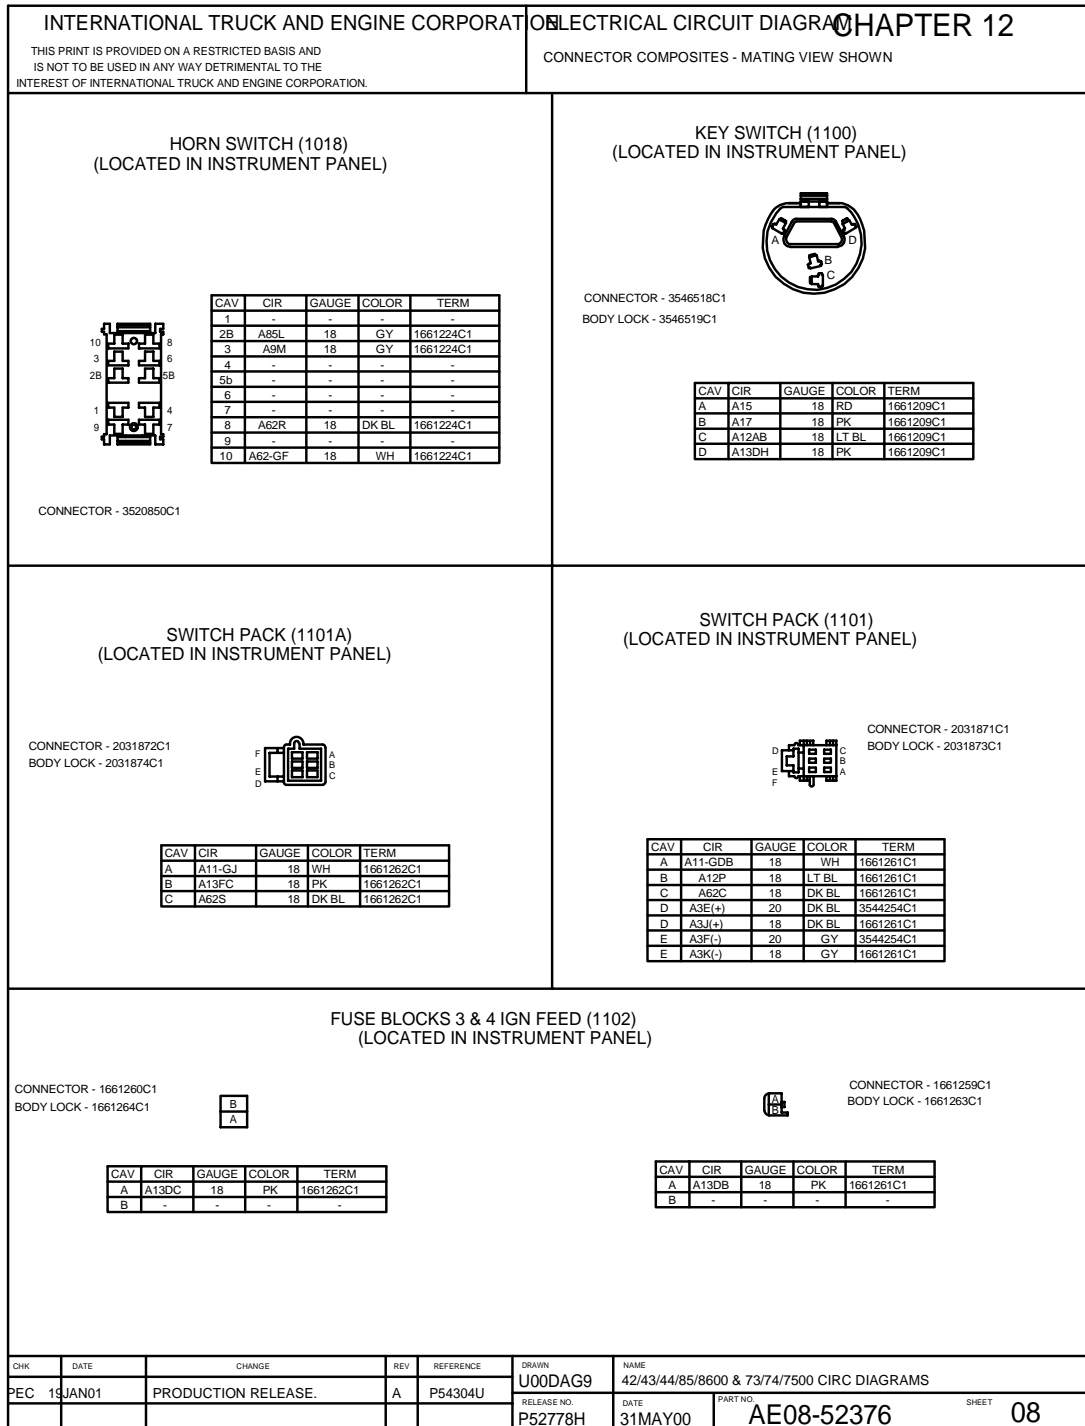 INTERNATIONAL TRUCK AND ENGINE CORPORATION
THIS PRINT IS PROVIDED ON A RESTRICTED BASIS AND
IS NOT TO BE USED IN ANY WAY DETRIMENTAL TO THE
INTEREST OF INTERNATIONAL TRUCK AND ENGINE CORPORATION.
ELECTRICAL CIRCUIT DIAGRAM
CHAPTER 12
CONNECTOR COMPOSITES - MATING VIEW SHOWN
HORN SWITCH (1018)
(LOCATED IN INSTRUMENT PANEL)
10 8
3 6
2B 5B
1 4
9 7
CAV CIR GAUGE COLOR TERM
1 - - - -
2B A85L 18 GY 1661224C1
3 A9M 18 GY 1661224C1
4 - - - -
5b - - - -
6 - - - -
7 - - - -
8 A62R 18 DK BL 1661224C1
9 - - - -
10 A62-GF 18 WH 1661224C1
CONNECTOR - 3520850C1
KEY SWITCH (1100)
(LOCATED IN INSTRUMENT PANEL)
A D
B
C
CONNECTOR - 3546518C1
BODY LOCK - 3546519C1
CAV CIR GAUGE COLOR TERM
A A15 18 RD 1661209C1
B A17 18 PK 1661209C1
C A12AB 18 LT BL 1661209C1
D A13DH 18 PK 1661209C1
SWITCH PACK (1101A)
(LOCATED IN INSTRUMENT PANEL)
CONNECTOR - 2031872C1
BODY LOCK - 2031874C1
F A
B
E C
D
CAV CIR GAUGE COLOR TERM
A A11-GJ 18 WH 1661262C1
B A13FC 18 PK 1661262C1
C A62S 18 DK BL 1661262C1
SWITCH PACK (1101)
(LOCATED IN INSTRUMENT PANEL)
CONNECTOR - 2031871C1
BODY LOCK - 2031873C1
D C
B
E A
F
CAV CIR GAUGE COLOR TERM
A A11-GDB 18 WH 1661261C1
B A12P 18 LT BL 1661261C1
C A62C 18 DK BL 1661261C1
D A3E(+) 20 DK BL 3544254C1
D A3J(+) 18 DK BL 1661261C1
E A3F(-) 20 GY 3544254C1
E A3K(-) 18 GY 1661261C1
FUSE BLOCKS 3 & 4 IGN FEED (1102)
(LOCATED IN INSTRUMENT PANEL)
CONNECTOR - 1661260C1
BODY LOCK - 1661264C1
B
A
CAV CIR GAUGE COLOR TERM
A A13DC 18 PK 1661262C1
B - - - -
CONNECTOR - 1661259C1
BODY LOCK - 1661263C1
A
B
CAV CIR GAUGE COLOR TERM
A A13DB 18 PK 1661261C1
B - - - -
CHK DATE CHANGE REV REFERENCE
PEC 19JAN01 PRODUCTION RELEASE. A P54304U
DRAWN
U00DAG9
RELEASE NO.
P52778H
NAME
42/43/44/85/8600 & 73/74/7500 CIRC DIAGRAMS
DATE
31MAY00
PART NO.
AE08-52376
SHEET 08